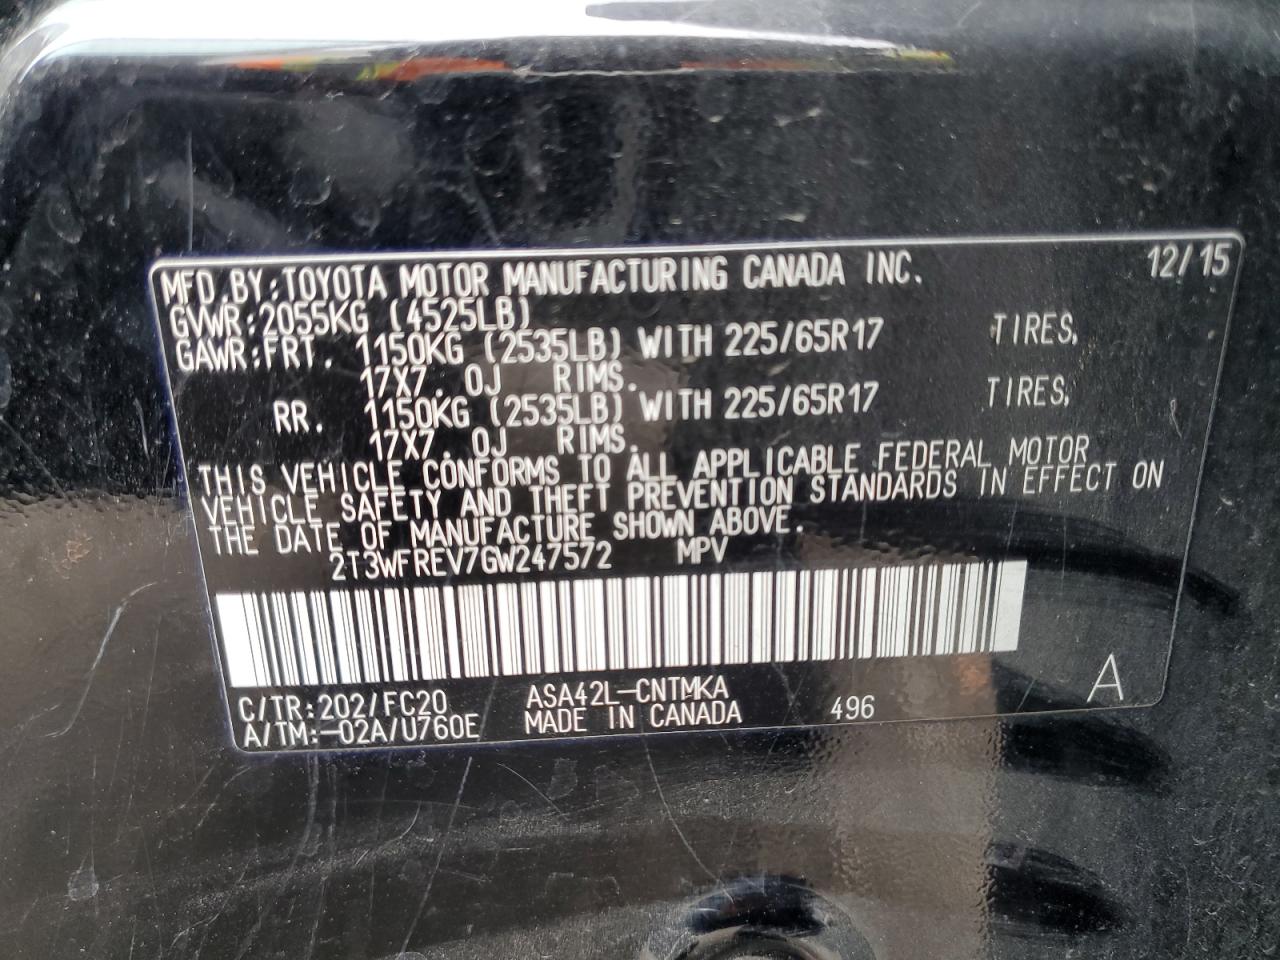 MFD.BY:TOYOTA MOTOR MANUFACTURING CANADA INC. 12/15
GVWR:2055KG (4525LB)
GAWR:FRT. 1150KG (2535LB) WITH 225/65R17 TIRES,
17X7.0J RIMS.
RR. 1150KG (2535LB) WITH 225/65R17 TIRES,
17X7.0J RIMS.
THIS VEHICLE CONFORMS TO ALL APPLICABLE FEDERAL MOTOR
VEHICLE SAFETY AND THEFT PREVENTION STANDARDS IN EFFECT ON
THE DATE OF MANUFACTURE SHOWN ABOVE.
2T3WFREV7GW247572 MPV
C/TR:202/FC20 ASA42L-CNTMKA A
A/TM:-02A/U760E MADE IN CANADA 496